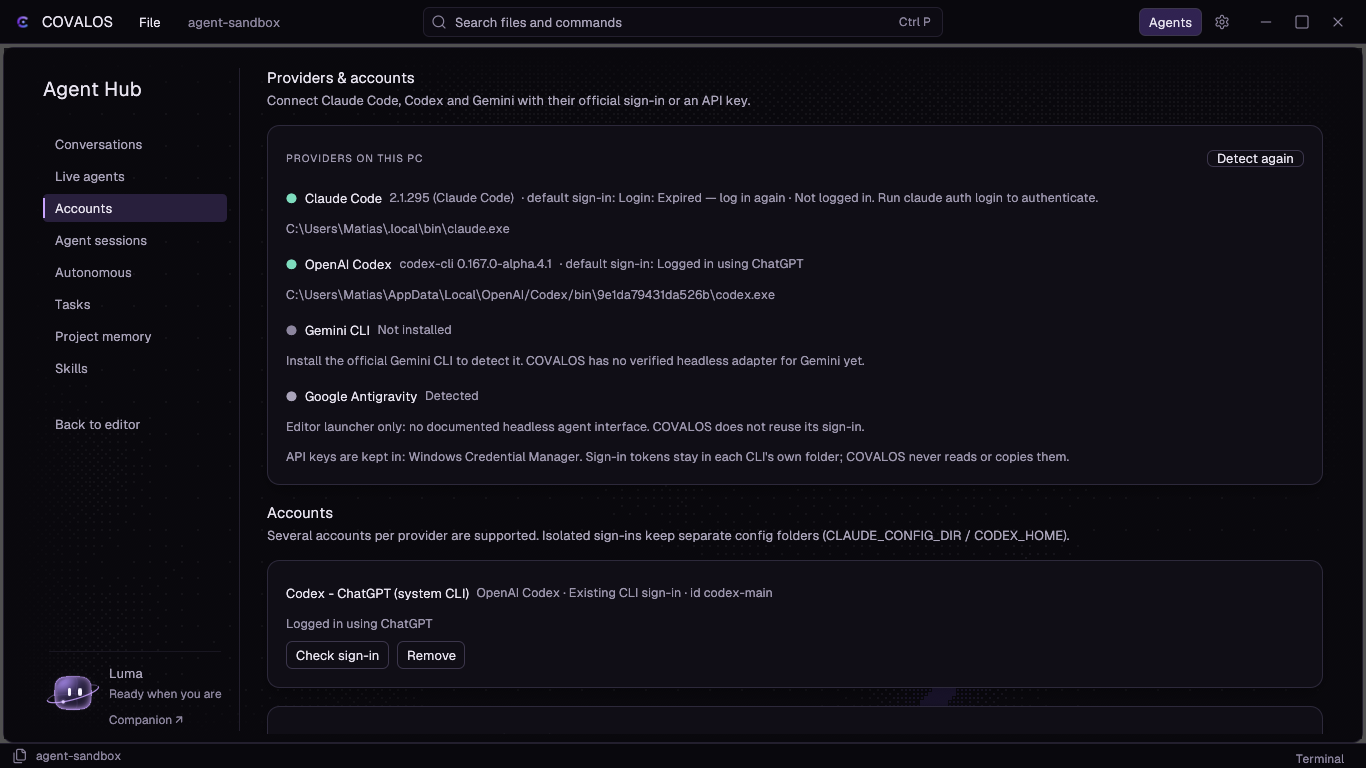 COVALOS File agent-sandbox Search files and commands Ctrl P Agents
Agent Hub
Conversations
Live agents
Accounts
Agent sessions
Autonomous
Tasks
Project memory
Skills
Back to editor
Luma
Ready when you are
Companion ↗
Providers & accounts
Connect Claude Code, Codex and Gemini with their official sign-in or an API key.
PROVIDERS ON THIS PC Detect again
Claude Code 2.1.295 (Claude Code) · default sign-in: Login: Expired — log in again · Not logged in. Run claude auth login to authenticate.
C:\Users\Matias\.local\bin\claude.exe
OpenAI Codex codex-cli 0.167.0-alpha.4.1 · default sign-in: Logged in using ChatGPT
C:\Users\Matias\AppData\Local\OpenAI/Codex/bin\9e1da79431da526b\codex.exe
Gemini CLI Not installed
Install the official Gemini CLI to detect it. COVALOS has no verified headless adapter for Gemini yet.
Google Antigravity Detected
Editor launcher only: no documented headless agent interface. COVALOS does not reuse its sign-in.
API keys are kept in: Windows Credential Manager. Sign-in tokens stay in each CLI's own folder; COVALOS never reads or copies them.
Accounts
Several accounts per provider are supported. Isolated sign-ins keep separate config folders (CLAUDE_CONFIG_DIR / CODEX_HOME).
Codex - ChatGPT (system CLI) OpenAI Codex · Existing CLI sign-in · id codex-main
Logged in using ChatGPT
Check sign-in Remove
agent-sandbox Terminal